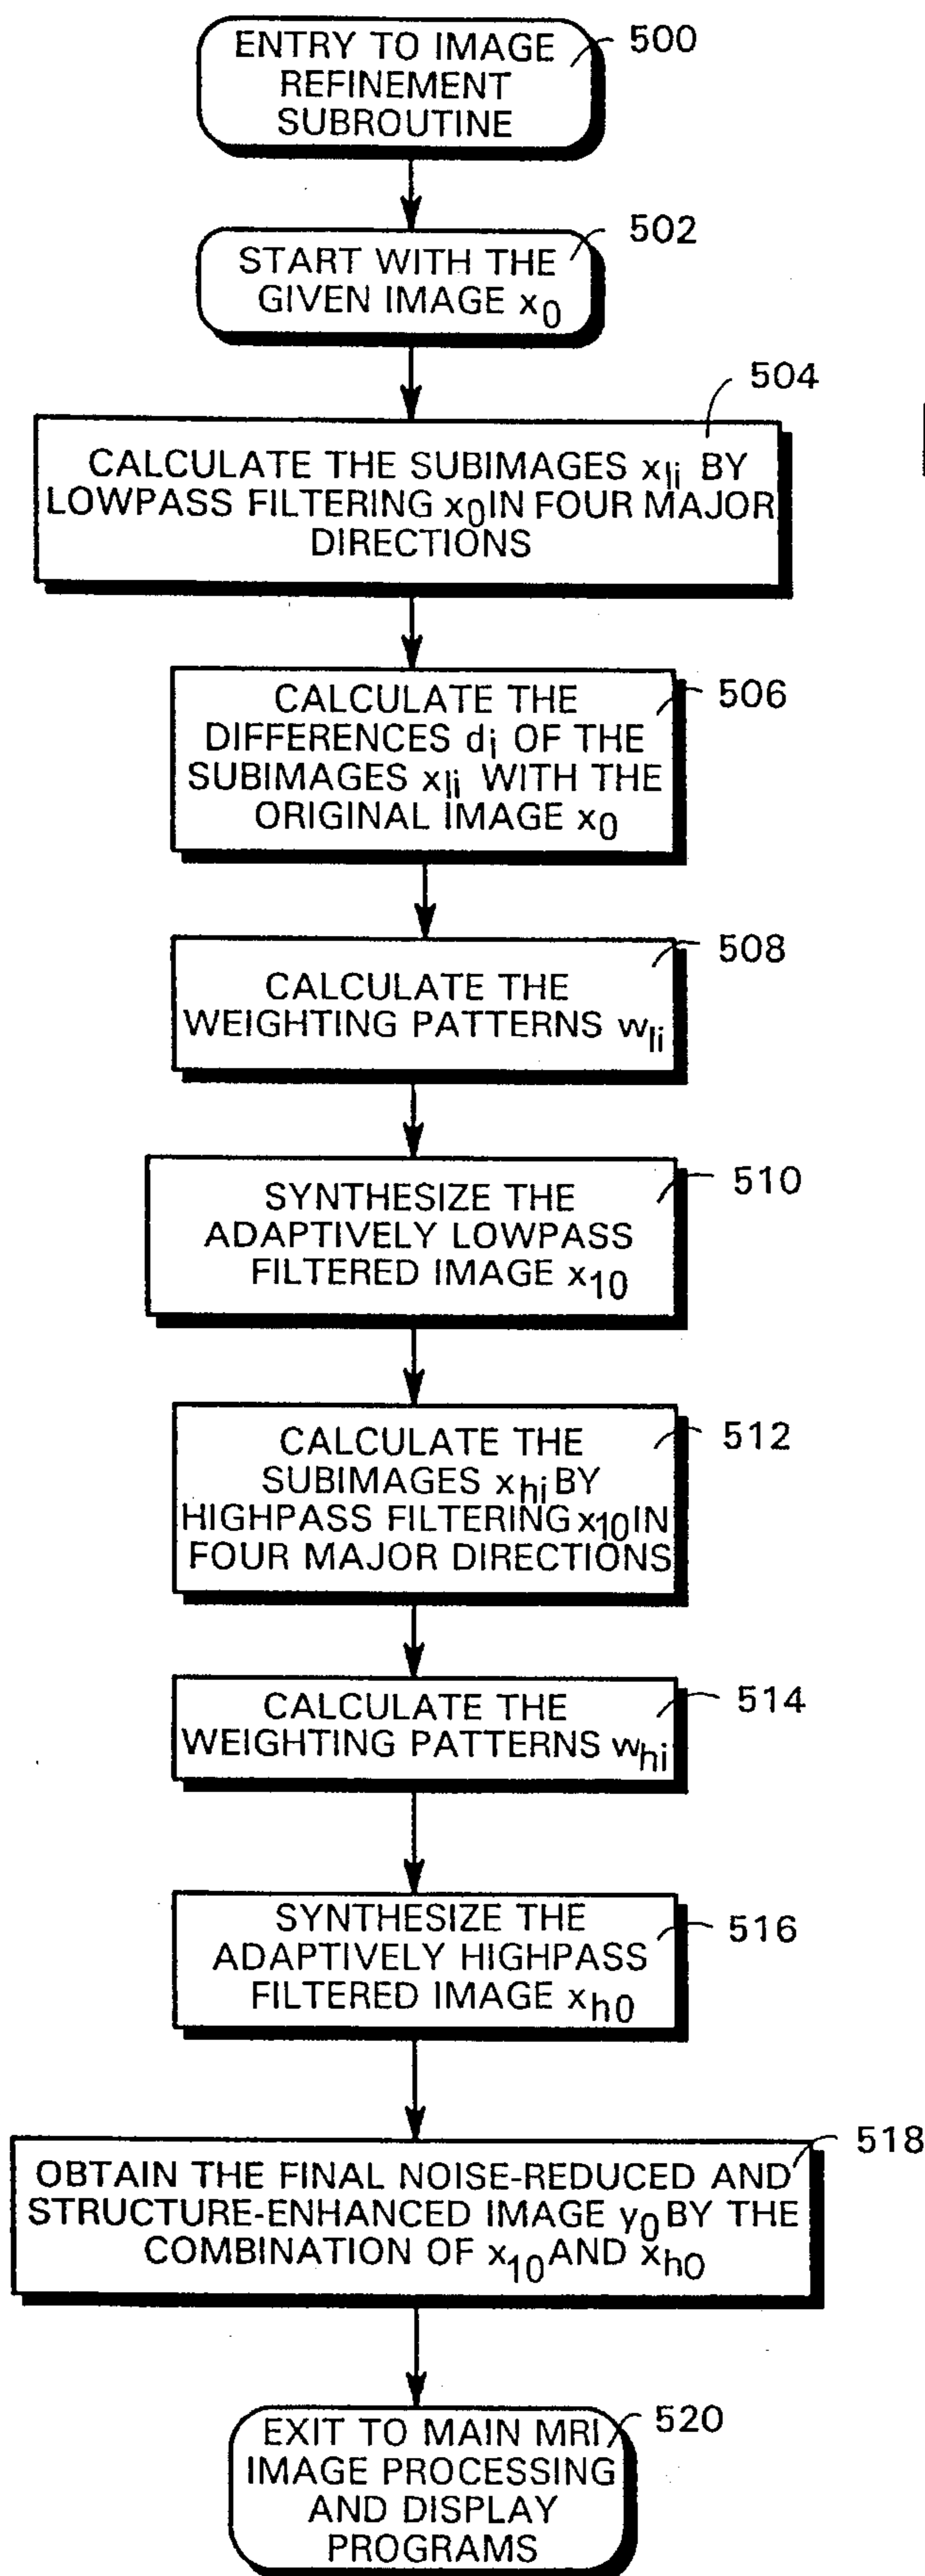 ENTRY TO IMAGE
REFINEMENT
SUBROUTINE
500
START WITH THE
GIVEN IMAGE x0
502
504
CALCULATE THE SUBIMAGES xli BY
LOWPASS FILTERING x0 IN FOUR MAJOR
DIRECTIONS
506
CALCULATE THE
DIFFERENCES di OF THE
SUBIMAGES xli WITH THE
ORIGINAL IMAGE x0
508
CALCULATE THE
WEIGHTING PATTERNS wli
510
SYNTHESIZE THE
ADAPTIVELY LOWPASS
FILTERED IMAGE x10
512
CALCULATE THE
SUBIMAGES xhi BY
HIGHPASS FILTERING x10 IN
FOUR MAJOR DIRECTIONS
514
CALCULATE THE
WEIGHTING PATTERNS whi
516
SYNTHESIZE THE
ADAPTIVELY HIGHPASS
FILTERED IMAGE xh0
518
OBTAIN THE FINAL NOISE-REDUCED AND
STRUCTURE-ENHANCED IMAGE y0 BY THE
COMBINATION OF x10 AND xh0
520
EXIT TO MAIN MRI
IMAGE PROCESSING
AND DISPLAY
PROGRAMS